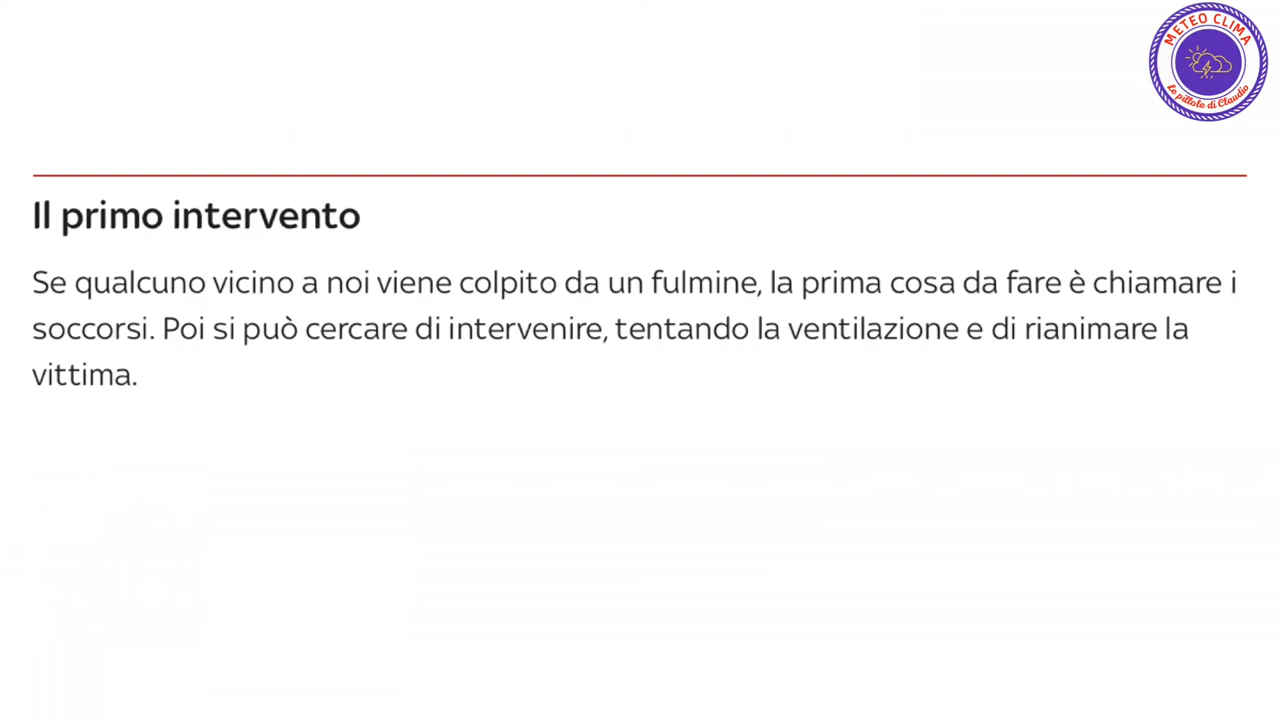 METEO CLIMA
Le pillole di Claudio
Il primo intervento
Se qualcuno vicino a noi viene colpito da un fulmine, la prima cosa da fare è chiamare i
soccorsi. Poi si può cercare di intervenire, tentando la ventilazione e di rianimare la
vittima.